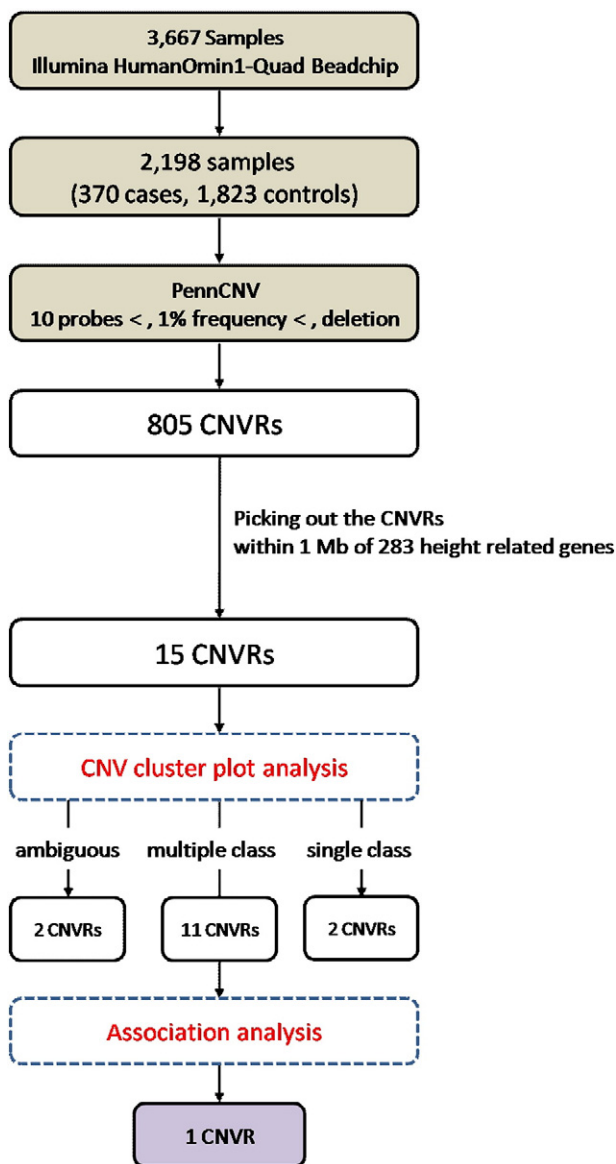 3,667 Samples
Illumina HumanOmin1-Quad Beadchip
2,198 samples
(370 cases, 1,823 controls)
PennCNV
10 probes < , 1% frequency < , deletion
805 CNVRs
Picking out the CNVRs
within 1 Mb of 283 height related genes
15 CNVRs
CNV cluster plot analysis
ambiguous multiple class single class
2 CNVRs 11 CNVRs 2 CNVRs
Association analysis
1 CNVR